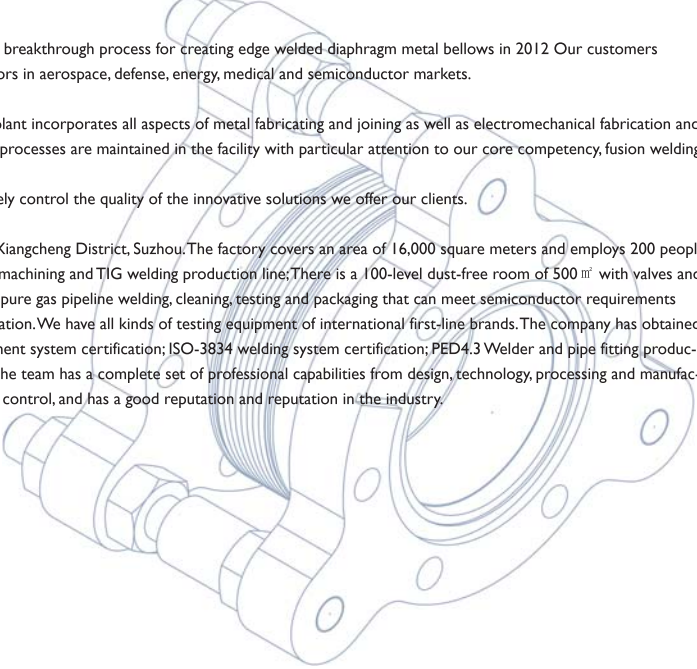 breakthrough process for creating edge welded diaphragm metal bellows in 2012 Our customers
ors in aerospace, defense, energy, medical and semiconductor markets.
plant incorporates all aspects of metal fabricating and joining as well as electromechanical fabrication and
processes are maintained in the facility with particular attention to our core competency, fusion welding
ely control the quality of the innovative solutions we offer our clients.
Xiangcheng District, Suzhou.The factory covers an area of 16,000 square meters and employs 200 peopl
machining and TIG welding production line;There is a 100-level dust-free room of 500 ㎡ with valves and
pure gas pipeline welding, cleaning, testing and packaging that can meet semiconductor requirements
ation.We have all kinds of testing equipment of international first-line brands.The company has obtained
ment system certification; ISO-3834 welding system certification; PED4.3 Welder and pipe fitting produc-
he team has a complete set of professional capabilities from design, technology, processing and manufac-
control, and has a good reputation and reputation in the industry.